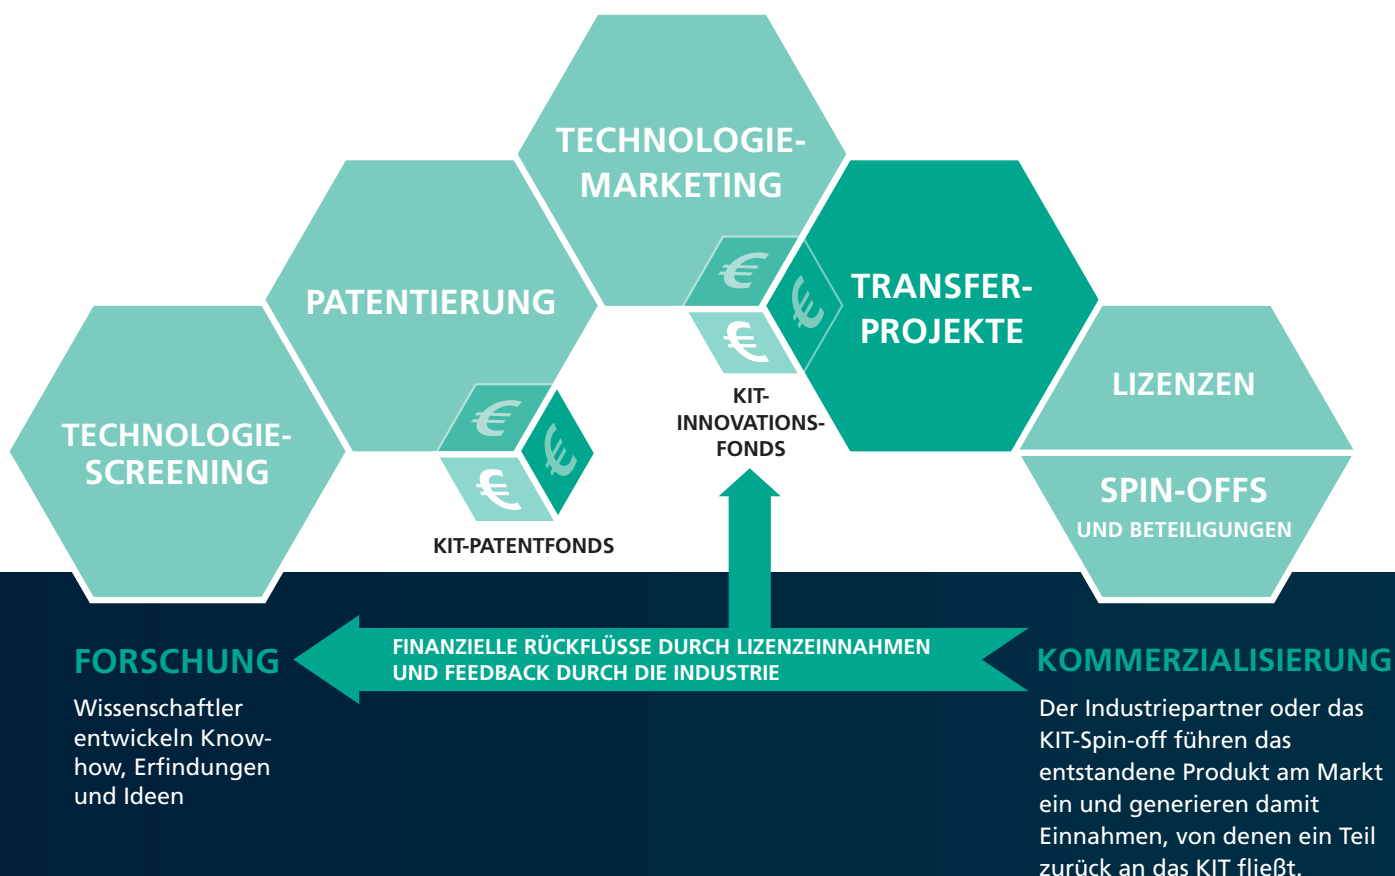 TECHNOLOGIE-
MARKETING
PATENTIERUNG
TRANSFER-
PROJEKTE
TECHNOLOGIE-
SCREENING
LIZENZEN
SPIN-OFFS
UND BETEILIGUNGEN
€
€
€
KIT-
INNOVATIONS-
FONDS
€
€
€
KIT-PATENTFONDS
FORSCHUNG
Wissenschaftler
entwickeln Know-
how, Erfindungen
und Ideen
FINANZIELLE RÜCKFLÜSSE DURCH LIZENZEINNAHMEN
UND FEEDBACK DURCH DIE INDUSTRIE
KOMMERZIALISIERUNG
Der Industriepartner oder das
KIT-Spin-off führen das
entstandene Produkt am Markt
ein und generieren damit
Einnahmen, von denen ein Teil
zurück an das KIT fließt.